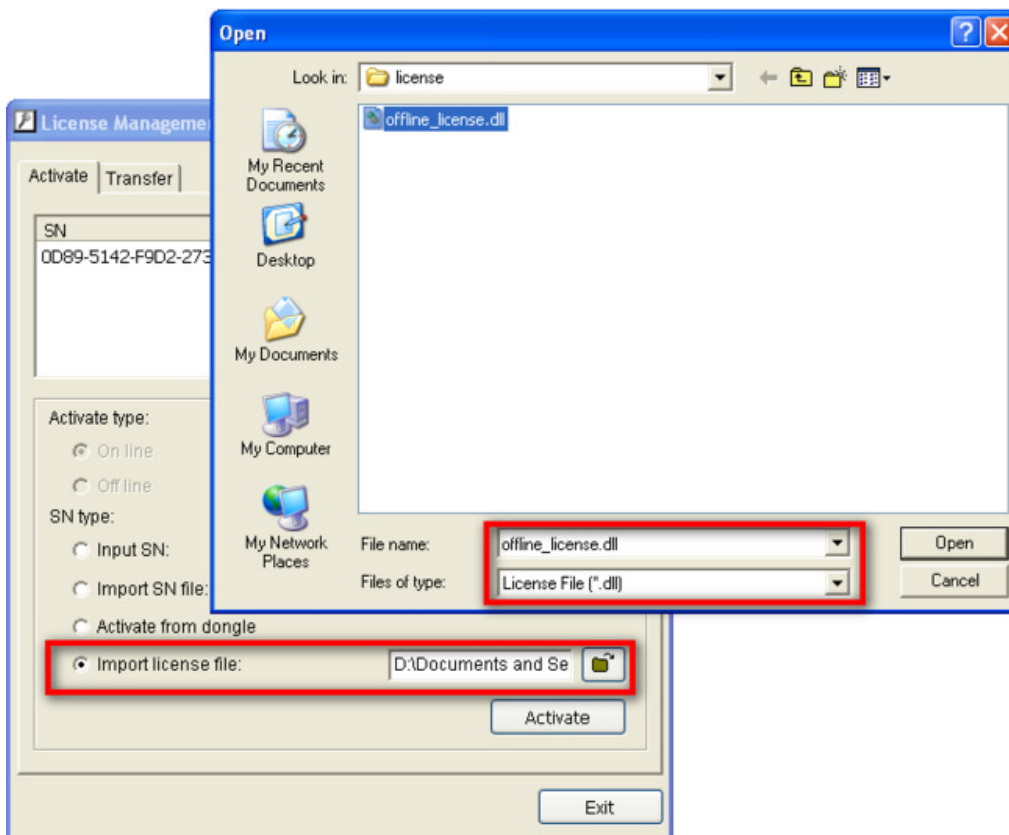 Open
Look in:
license
offline_license.dll
My Recent
Documents
Desktop
My Documents
My Computer
My Network
Places
File name:
offline_license.dll
Open
Files of type:
License File (*.dll)
Cancel
License Manageme
Activate
Transfer
SN
0D89-5142-F9D2-273
Activate type:
On line
Off line
SN type:
Input SN:
Import SN file:
Activate from dongle
Import license file:
D:\Documents and Se
Activate
Exit